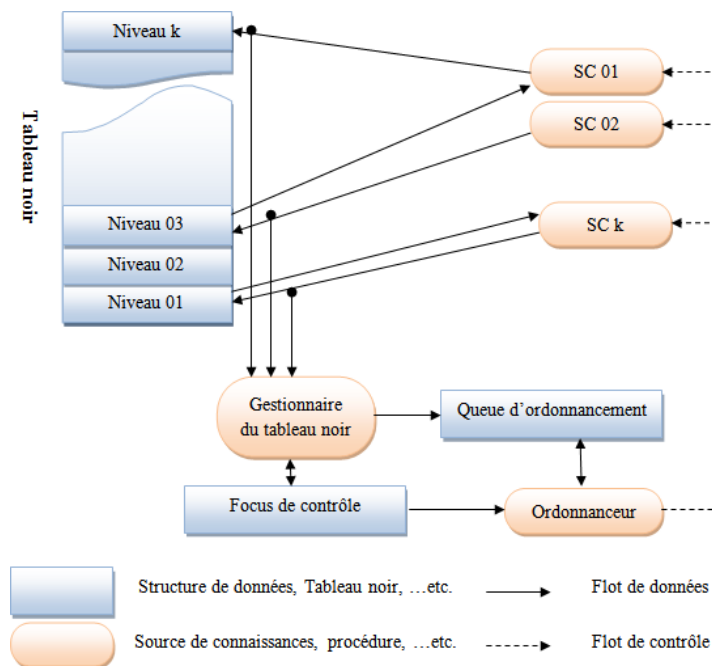 Niveau k
SC 01
SC 02
Tableau noir
Niveau 03
SC k
Niveau 02
Niveau 01
Gestionnaire
du tableau noir
Queue d’ordonnancement
Focus de contrôle
Ordonnanceur
Structure de données, Tableau noir, …etc.
Flot de données
Source de connaissances, procédure, …etc.
Flot de contrôle